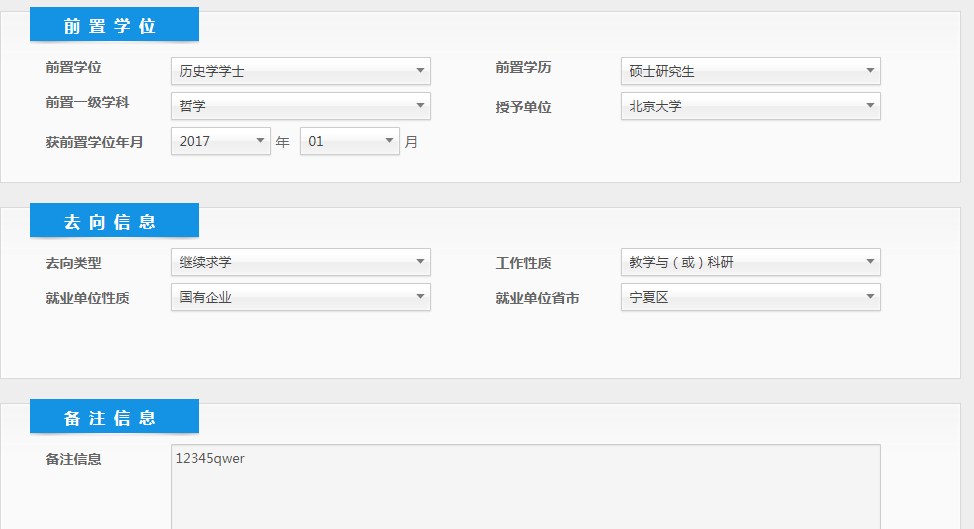 前置学位
前置学位 历史学学士 前置学历 硕士研究生
前置一级学科 哲学 授予单位 北京大学
获前置学位年月 2017 年 01 月
去向信息
去向类型 继续求学 工作性质 教学与（或）科研
就业单位性质 国有企业 就业单位省市 宁夏区
备注信息
备注信息 12345qwer